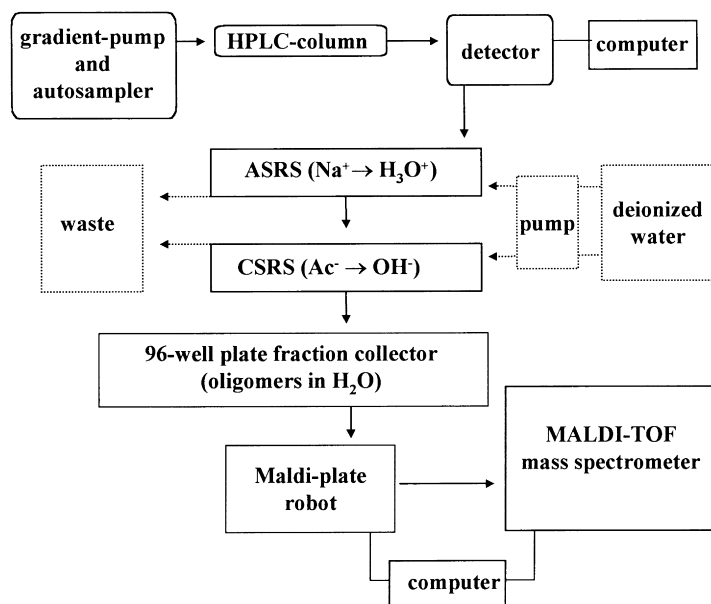 gradient-pump
and
autosampler
HPLC-column
detector
computer
ASRS (Na⁺→ H₃O⁺)
waste
pump
deionized
water
CSRS (Ac⁻→ OH⁻)
96-well plate fraction collector
(oligomers in H₂O)
Maldi-plate
robot
MALDI-TOF
mass spectrometer
computer